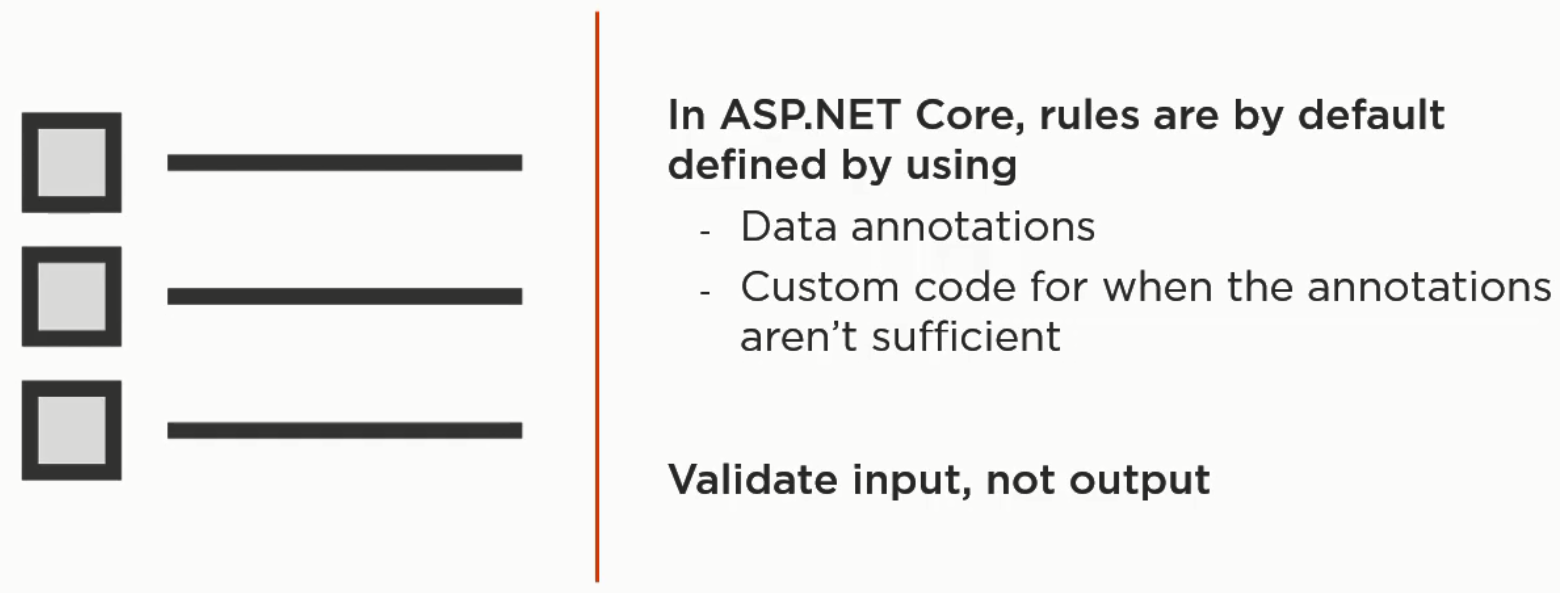 In ASP.NET Core, rules are by default
defined by using
- Data annotations
- Custom code for when the annotations
aren’t sufficient
Validate input, not output